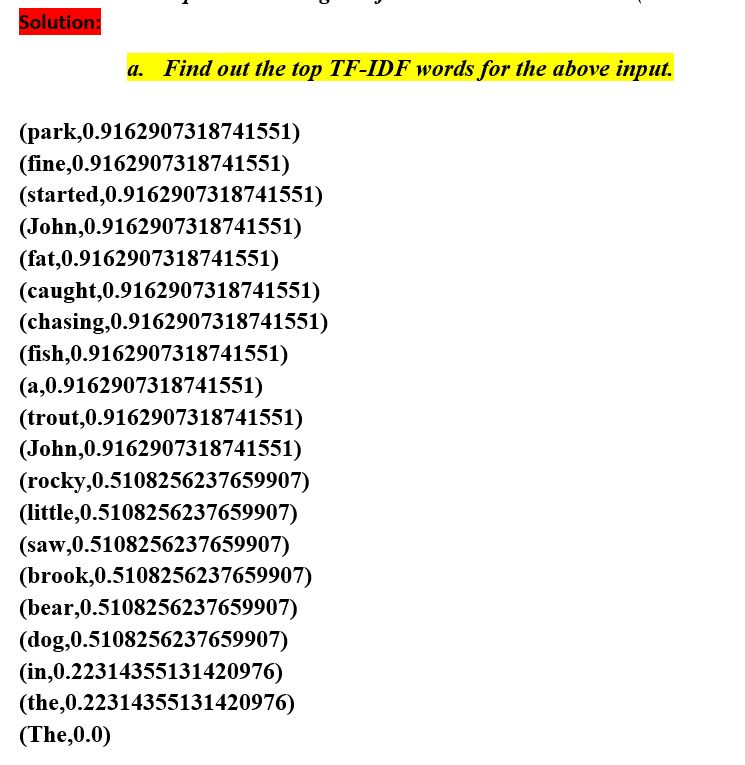 Solution:
a. Find out the top TF-IDF words for the above input.
(park,0.9162907318741551)
(fine,0.9162907318741551)
(started,0.9162907318741551)
(John,0.9162907318741551)
(fat,0.9162907318741551)
(caught,0.9162907318741551)
(chasing,0.9162907318741551)
(fish,0.9162907318741551)
(a,0.9162907318741551)
(trout,0.9162907318741551)
(John,0.9162907318741551)
(rocky,0.5108256237659907)
(little,0.5108256237659907)
(saw,0.5108256237659907)
(brook,0.5108256237659907)
(bear,0.5108256237659907)
(dog,0.5108256237659907)
(in,0.22314355131420976)
(the,0.22314355131420976)
(The,0.0)